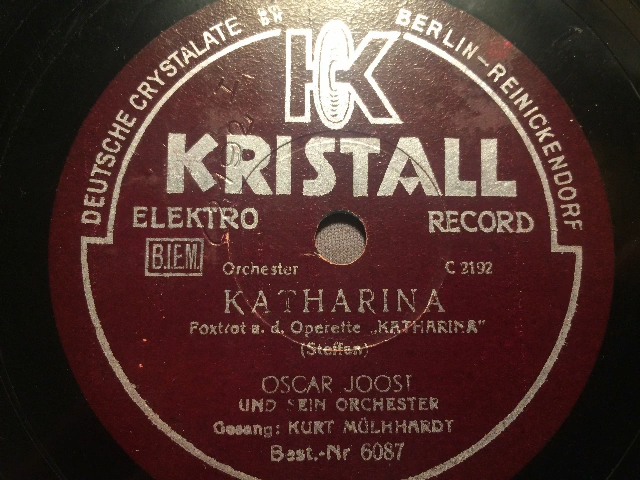 DEUTSCHE CRYSTALATE
BERLIN-REINICKENDORF
K
KRISTALL
ELEKTRO RECORD
B.I.E.M.
Orchester C 2192
KATHARINA
Foxtrot a. d. Operette „KATHARINA"
(Steffan)
OSCAR JOOST
UND SEIN ORCHESTER
Gesang: KURT MÜLHHARDT
Best.-Nr 6087